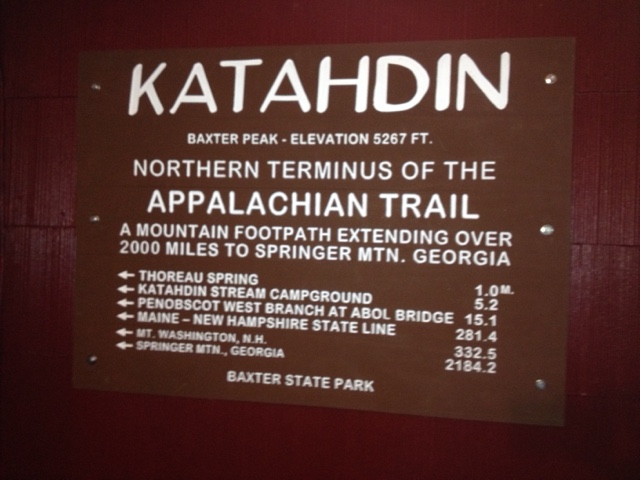 KATAHDIN
BAXTER PEAK - ELEVATION 5267 FT.
NORTHERN TERMINUS OF THE
APPALACHIAN TRAIL
A MOUNTAIN FOOTPATH EXTENDING OVER
2000 MILES TO SPRINGER MTN. GEORGIA
← THOREAU SPRING 1.0 M.
← KATAHDIN STREAM CAMPGROUND 5.2
← PENOBSCOT WEST BRANCH AT ABOL BRIDGE 15.1
← MAINE – NEW HAMPSHIRE STATE LINE 281.4
← MT. WASHINGTON, N.H. 332.5
← SPRINGER MTN., GEORGIA 2184.2
BAXTER STATE PARK